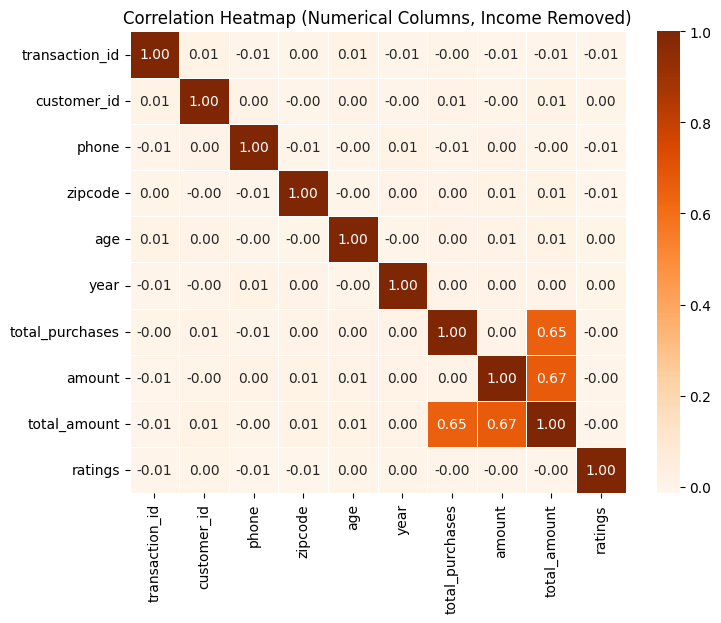 Correlation Heatmap (Numerical Columns, Income Removed)
transaction_id 1.00 0.01 -0.01 0.00 0.01 -0.01 -0.00 -0.01 -0.01 -0.01
customer_id 0.01 1.00 0.00 -0.00 0.00 -0.00 0.01 -0.00 0.01 0.00
phone -0.01 0.00 1.00 -0.01 -0.00 0.01 -0.01 0.00 -0.00 -0.01
zipcode 0.00 -0.00 -0.01 1.00 -0.00 0.00 0.00 0.01 0.01 -0.01
age 0.01 0.00 -0.00 -0.00 1.00 -0.00 0.00 0.01 0.01 0.00
year -0.01 -0.00 0.01 0.00 -0.00 1.00 0.00 0.00 0.00 0.00
total_purchases -0.00 0.01 -0.01 0.00 0.00 0.00 1.00 0.00 0.65 -0.00
amount -0.01 -0.00 0.00 0.01 0.01 0.00 0.00 1.00 0.67 -0.00
total_amount -0.01 0.01 -0.00 0.01 0.01 0.00 0.65 0.67 1.00 -0.00
ratings -0.01 0.00 -0.01 -0.01 0.00 0.00 -0.00 -0.00 -0.00 1.00
transaction_id customer_id phone zipcode age year total_purchases amount total_amount ratings
1.0
0.8
0.6
0.4
0.2
0.0